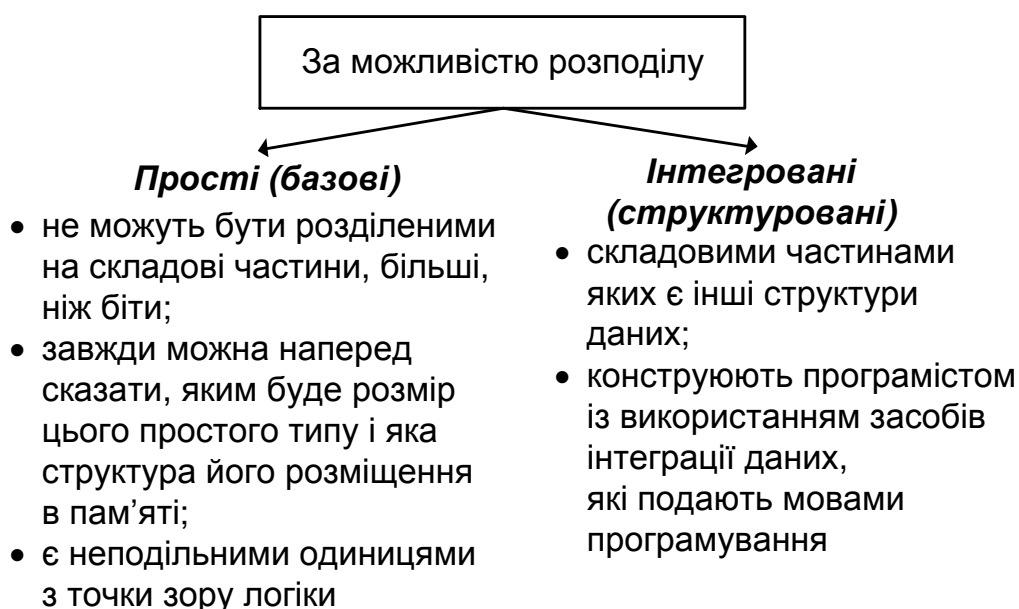 За можливістю розподілу
Прості (базові)
• не можуть бути розділеними
на складові частини, більші,
ніж біти;
• завжди можна наперед
сказати, яким буде розмір
цього простого типу і яка
структура його розміщення
в пам’яті;
• є неподільними одиницями
з точки зору логіки
Інтегровані
(структуровані)
• складовими частинами
яких є інші структури
даних;
• конструюють програмістом
із використанням засобів
інтеграції даних,
які подають мовами
програмування